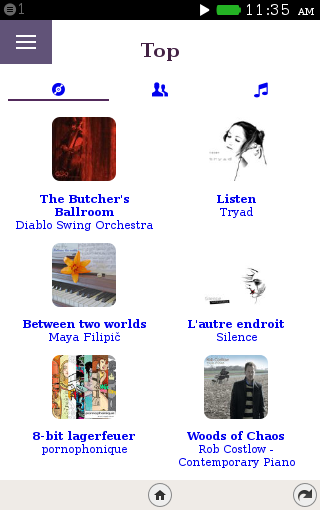 1
11:35 AM
Top
The Butcher's
Ballroom
Diablo Swing Orchestra
Listen
Tryad
Between two worlds
Maya Filipič
L'autre endroit
Silence
8-bit lagerfeuer
pornophonique
Woods of Chaos
Rob Costlow -
Contemporary Piano